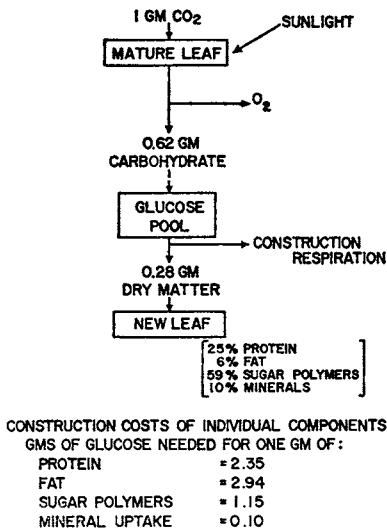 1 GM CO₂
SUNLIGHT
MATURE LEAF
O₂
0.62 GM
CARBOHYDRATE
GLUCOSE
POOL
CONSTRUCTION
RESPIRATION
0.28 GM
DRY MATTER
NEW LEAF
25% PROTEIN
6% FAT
59% SUGAR POLYMERS
10% MINERALS
CONSTRUCTION COSTS OF INDIVIDUAL COMPONENTS
GMS OF GLUCOSE NEEDED FOR ONE GM OF:
PROTEIN = 2.35
FAT = 2.94
SUGAR POLYMERS = 1.15
MINERAL UPTAKE = 0.10